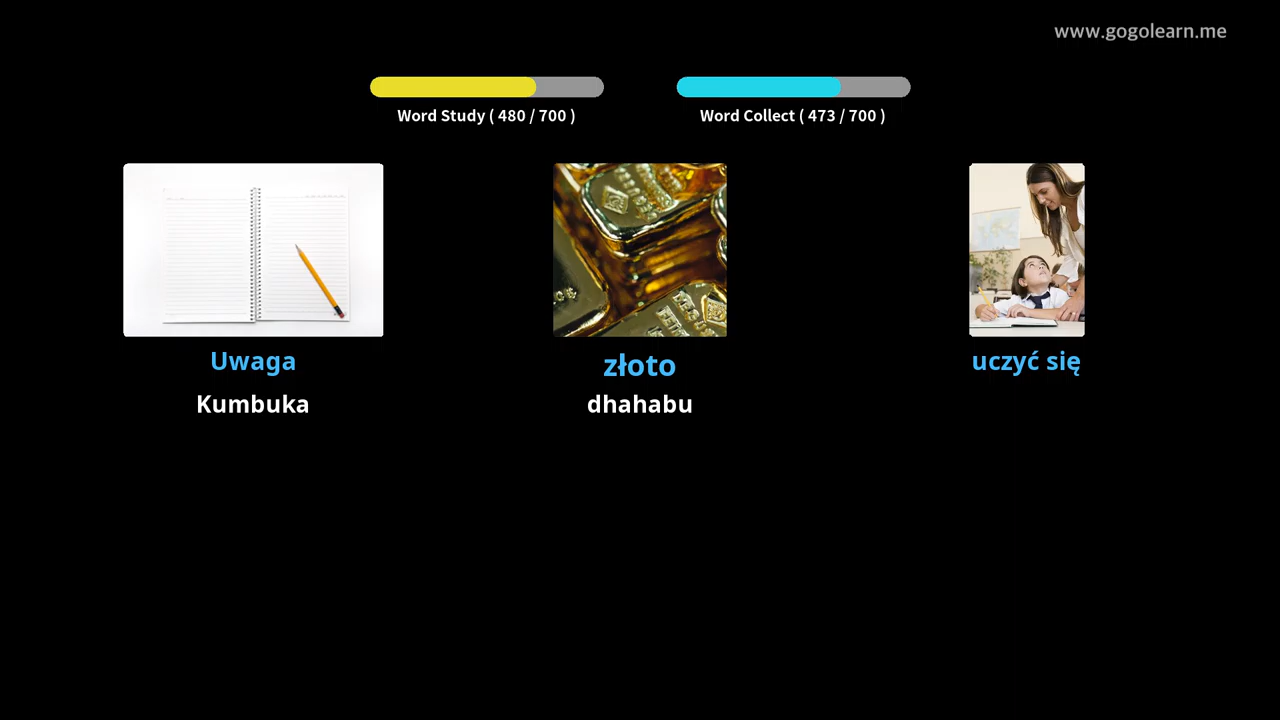 www.gogolearn.me
Word Study ( 480 / 700 )
Word Collect ( 473 / 700 )
Uwaga
złoto
uczyć się
Kumbuka
dhahabu